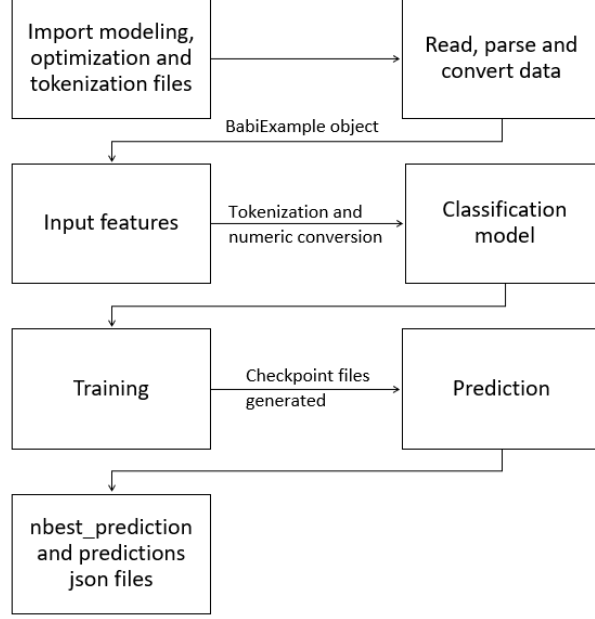 Import modeling,
optimization and
tokenization files
Read, parse and
convert data
BabiExample object
Input features
Tokenization and
numeric conversion
Classification
model
Training
Checkpoint files
generated
Prediction
nbest_prediction
and predictions
json files